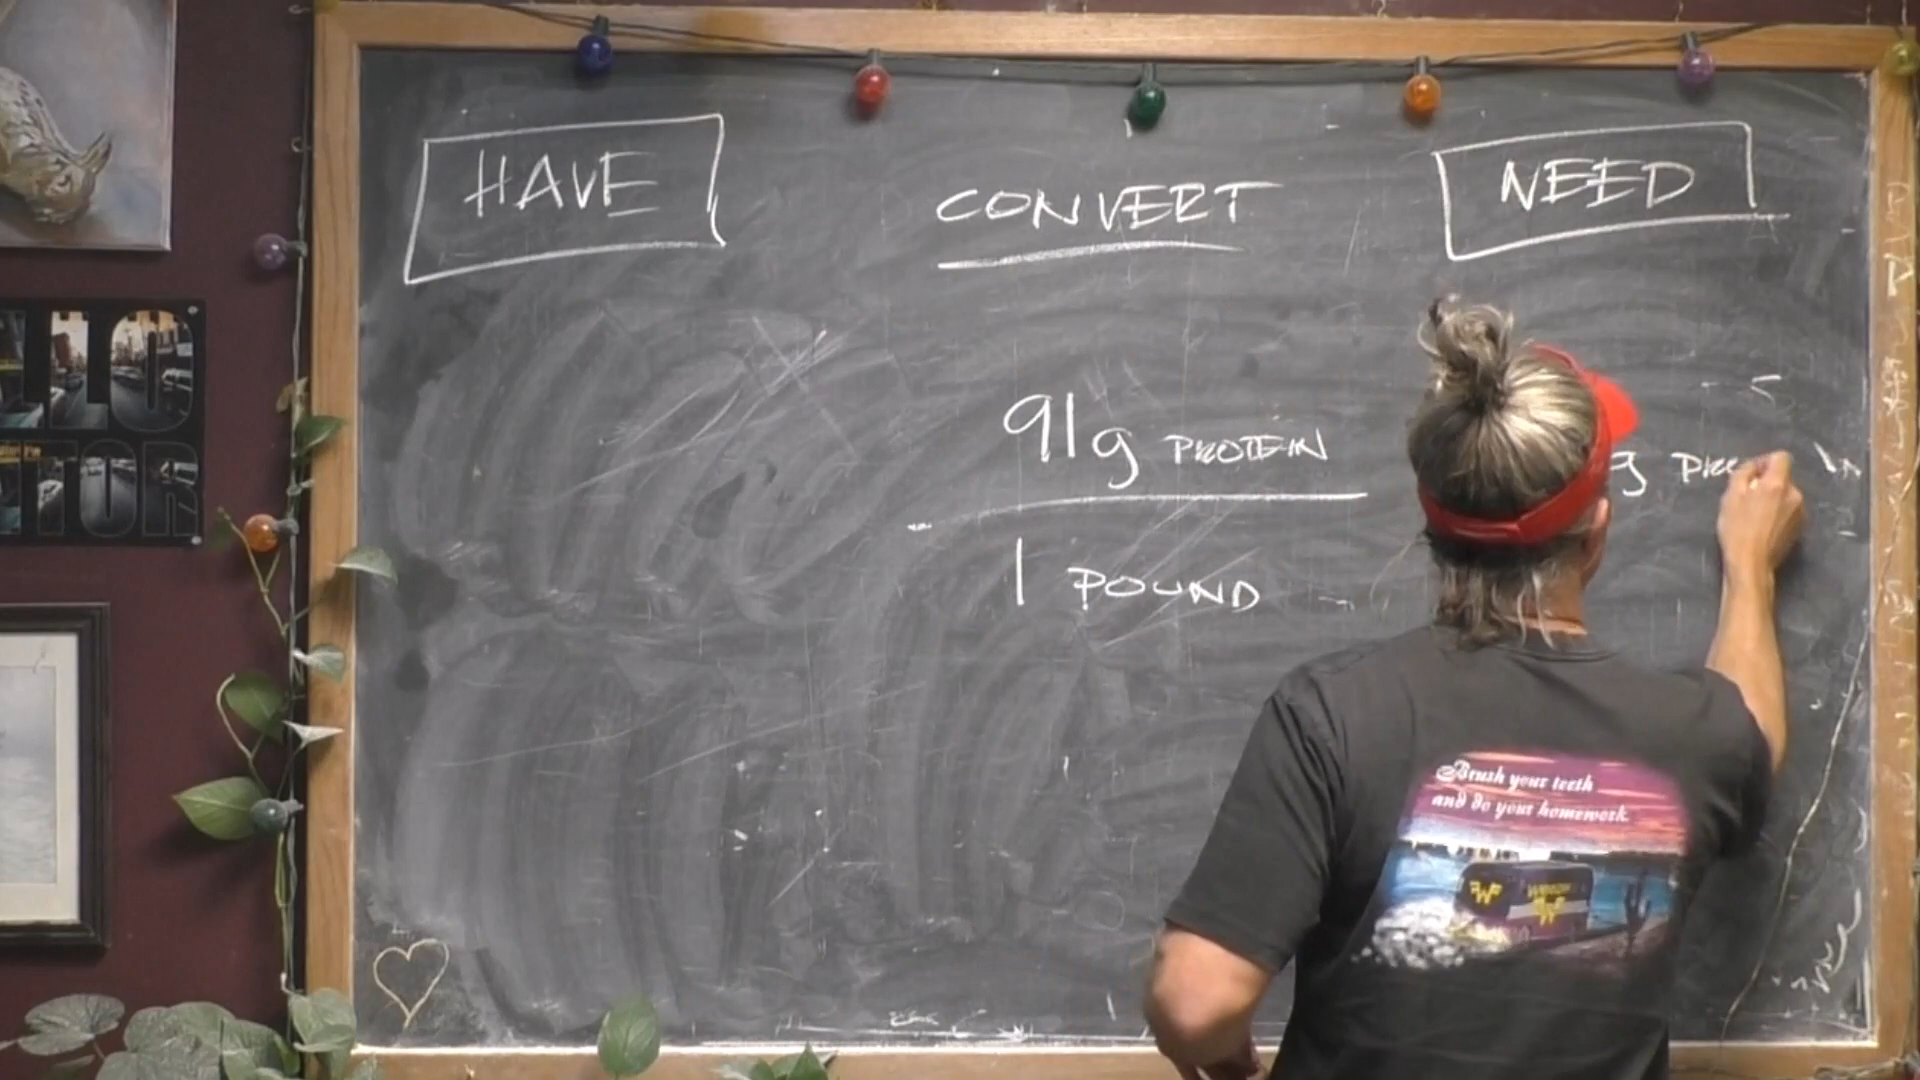 HAVE
CONVERT
NEED
91g PROTEIN
1 POUND
g
Brush your teeth
and do your homework.